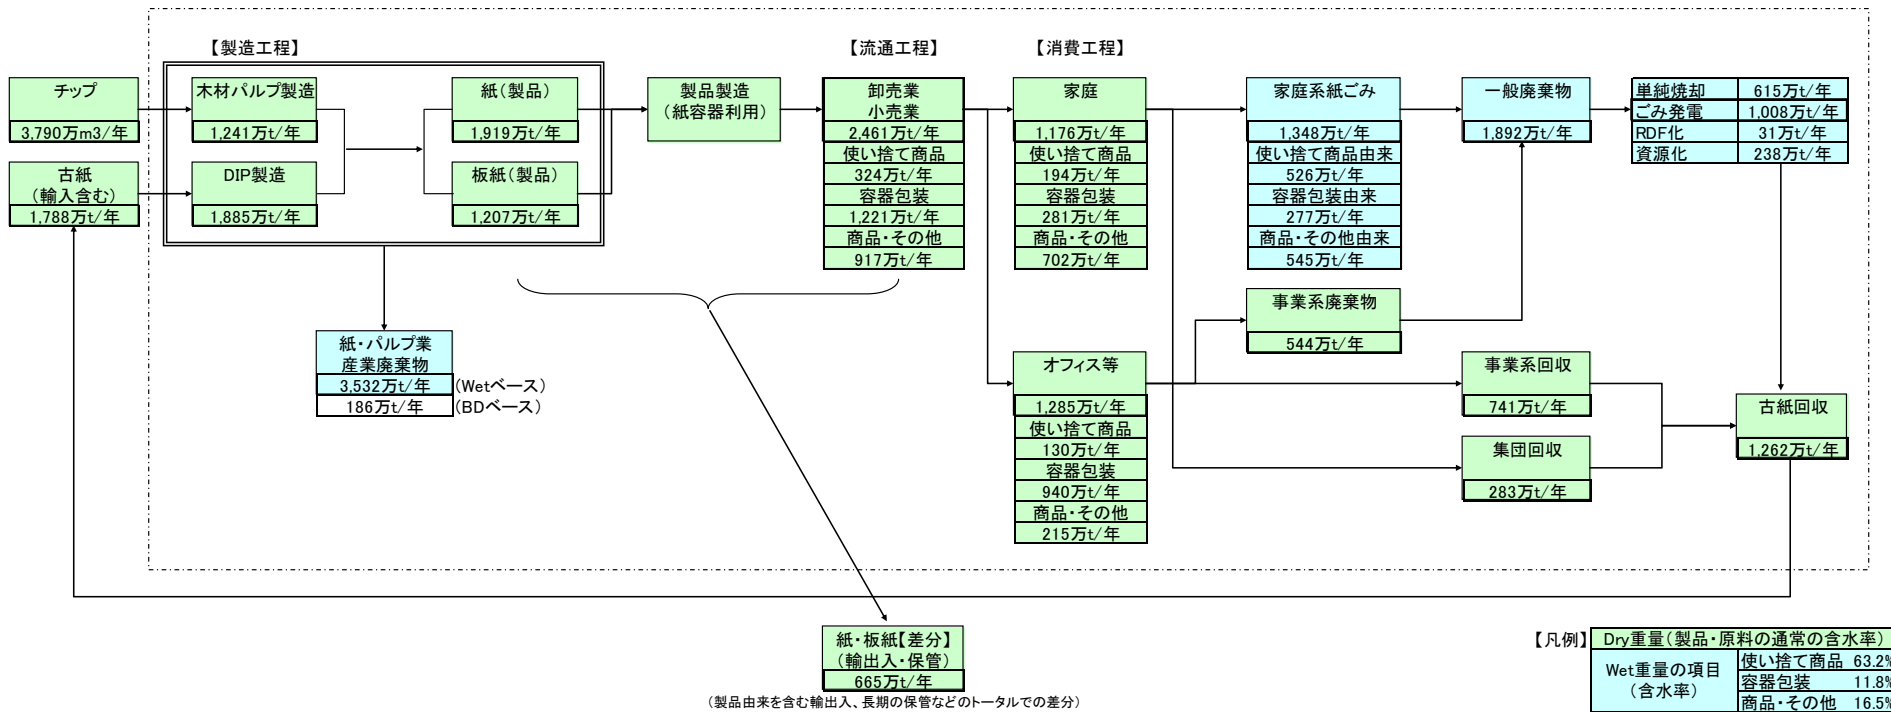 【製造工程】
【流通工程】
【消費工程】
チップ
3,790万m3/年
古紙
(輸入含む)
1,788万t/年
木材パルプ製造
1,241万t/年
DIP製造
1,885万t/年
紙(製品)
1,919万t/年
板紙(製品)
1,207万t/年
製品製造
(紙容器利用)
卸売業
小売業
2,461万t/年
使い捨て商品
324万t/年
容器包装
1,221万t/年
商品・その他
917万t/年
家庭
1,176万t/年
使い捨て商品
194万t/年
容器包装
281万t/年
商品・その他
702万t/年
家庭系紙ごみ
1,348万t/年
使い捨て商品由来
526万t/年
容器包装由来
277万t/年
商品・その他由来
545万t/年
一般廃棄物
1,892万t/年
単純焼却 615万t/年
ごみ発電 1,008万t/年
RDF化 31万t/年
資源化 238万t/年
事業系廃棄物
544万t/年
紙・パルプ業
産業廃棄物
3,532万t/年 (Wetベース)
186万t/年 (BDベース)
オフィス等
1,285万t/年
使い捨て商品
130万t/年
容器包装
940万t/年
商品・その他
215万t/年
事業系回収
741万t/年
集団回収
283万t/年
古紙回収
1,262万t/年
紙・板紙【差分】
(輸出入・保管)
665万t/年
(製品由来を含む輸出入、長期の保管などのトータルでの差分)
【凡例】 Dry重量(製品・原料の通常の含水率)
Wet重量の項目
(含水率)
使い捨て商品 63.2%
容器包装 11.8%
商品・その他 16.5%